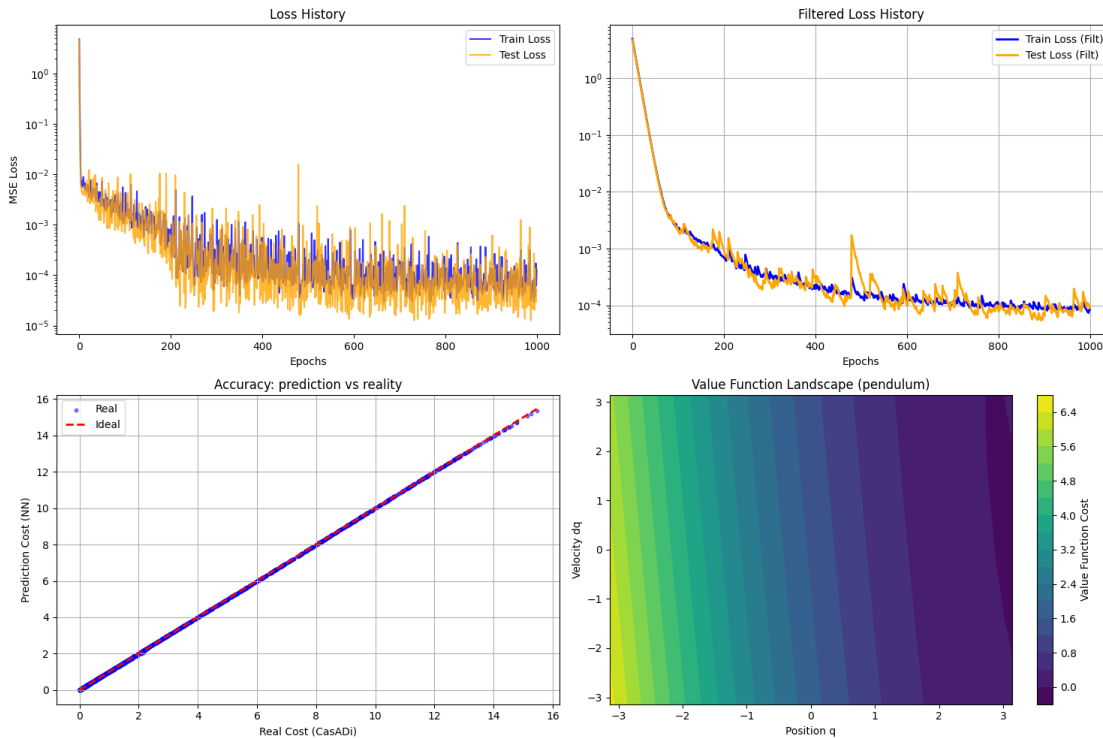 Loss History
Train Loss
Test Loss
MSE Loss
10⁰
10⁻¹
10⁻²
10⁻³
10⁻⁴
10⁻⁵
0 200 400 600 800 1000
Epochs
Filtered Loss History
Train Loss (Filt)
Test Loss (Filt)
10⁰
10⁻¹
10⁻²
10⁻³
10⁻⁴
0 200 400 600 800 1000
Epochs
Accuracy: prediction vs reality
Real
Ideal
Prediction Cost (NN)
16
14
12
10
8
6
4
2
0
0 2 4 6 8 10 12 14 16
Real Cost (CasADi)
Value Function Landscape (pendulum)
Velocity dq
3
2
1
0
−1
−2
−3
−3 −2 −1 0 1 2 3
Position q
6.4
5.6
4.8
4.0
3.2
2.4
1.6
0.8
0.0
Value Function Cost